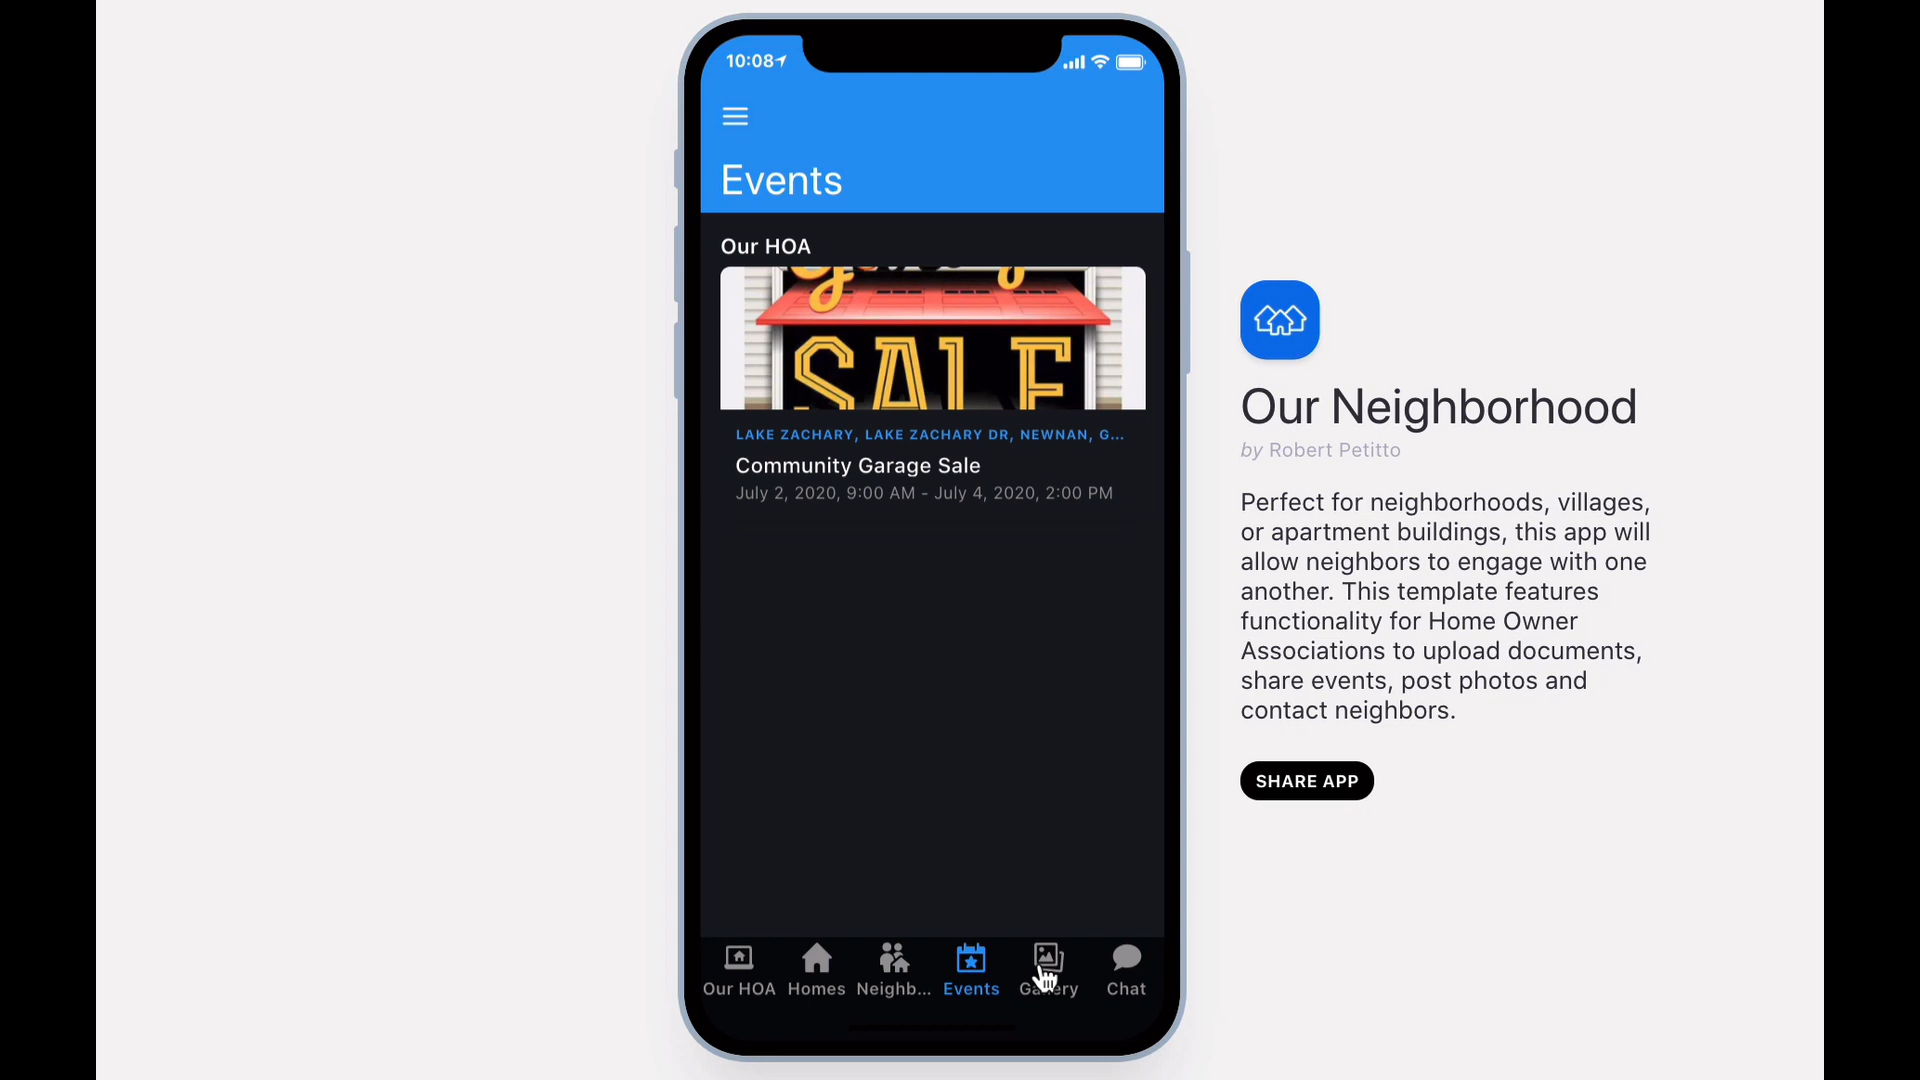 10:08
Events
Our HOA
SALE
LAKE ZACHARY, LAKE ZACHARY DR, NEWNAN, G...
Community Garage Sale
July 2, 2020, 9:00 AM - July 4, 2020, 2:00 PM
Our HOA
Homes
Neighb...
Events
Gallery
Chat
Our Neighborhood
by Robert Petitto
Perfect for neighborhoods, villages,
or apartment buildings, this app will
allow neighbors to engage with one
another. This template features
functionality for Home Owner
Associations to upload documents,
share events, post photos and
contact neighbors.
SHARE APP